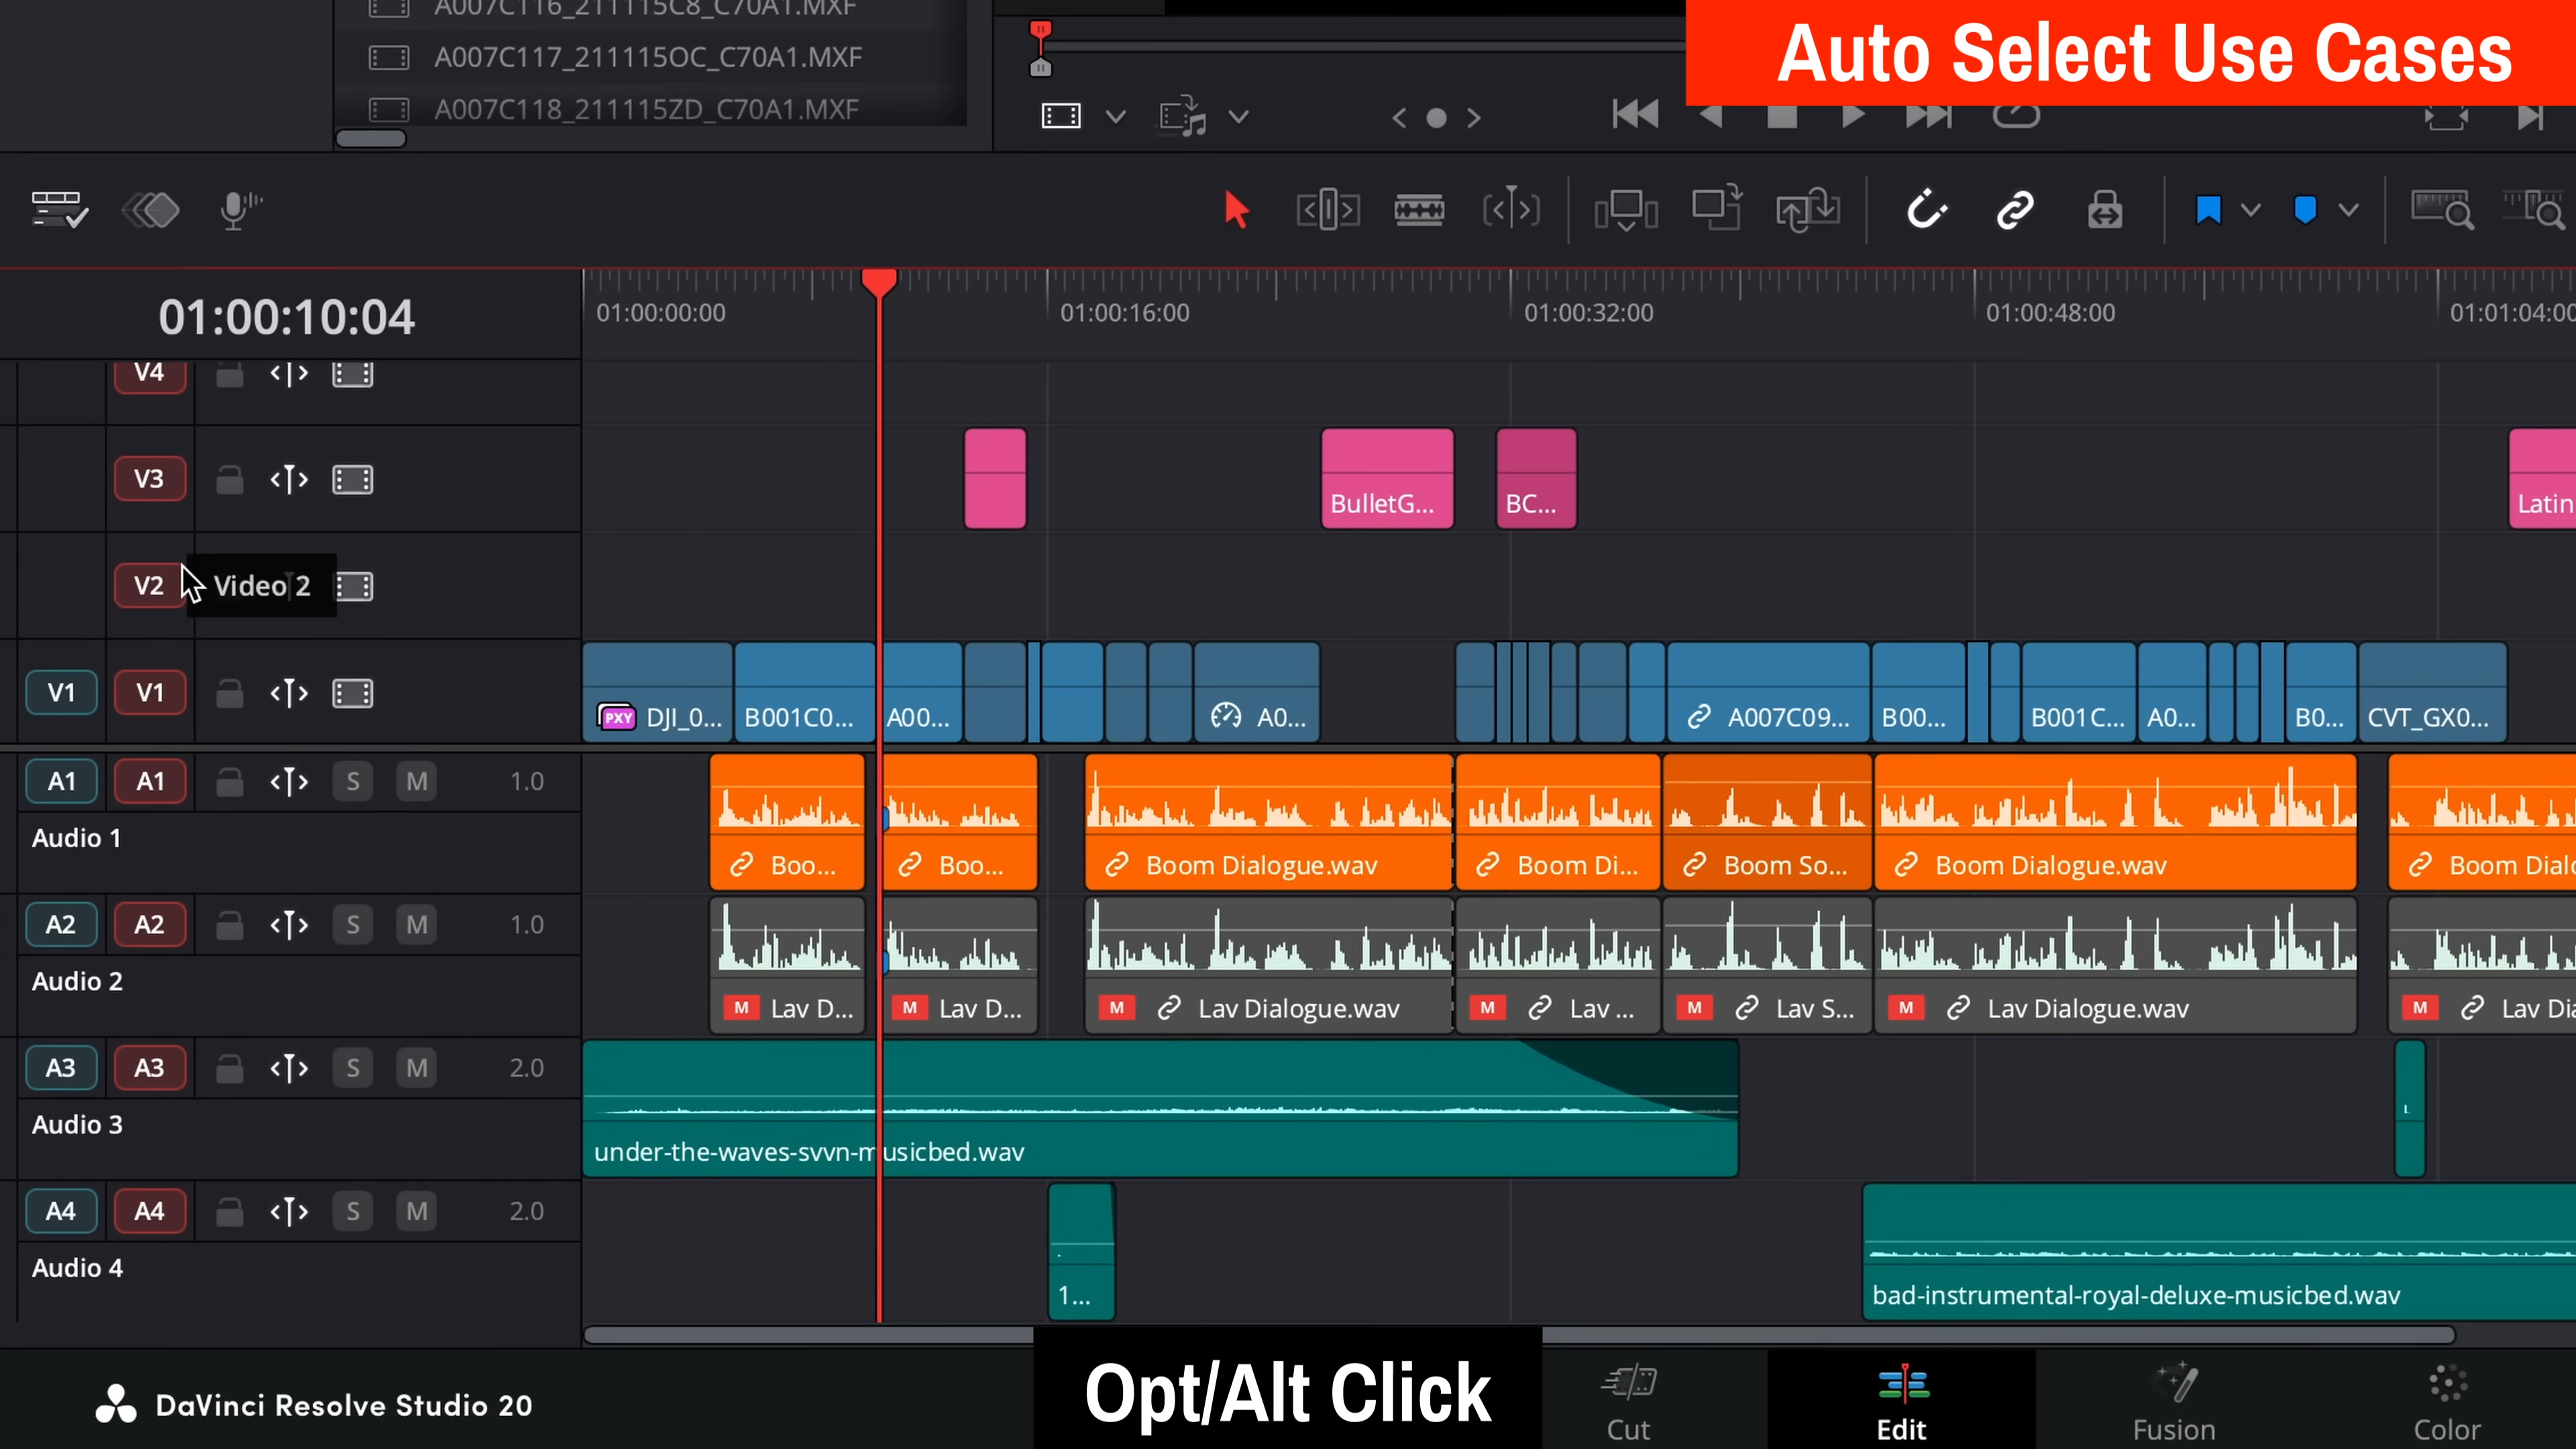 A007C116_211115C8_C70A1.MXF
A007C117_211115OC_C70A1.MXF
A007C118_211115ZD_C70A1.MXF
Auto Select Use Cases
01:00:10:04
01:00:00:00
01:00:16:00
01:00:32:00
01:00:48:00
01:01:04:00
V4
V3
BulletG...
BC...
Latin
V2
Video 2
V1
V1
PXY
DJI_0...
B001C0...
A00...
A0...
A007C09...
B00...
B001C...
A0...
B0...
CVT_GX0...
A1
A1
S
M
1.0
Audio 1
Boo...
Boo...
Boom Dialogue.wav
Boom Di...
Boom So...
Boom Dialogue.wav
Boom Dialo
A2
A2
S
M
1.0
Audio 2
M
Lav D...
M
Lav D...
M
Lav Dialogue.wav
M
Lav ...
M
Lav S...
M
Lav Dialogue.wav
M
Lav Dia
A3
A3
S
M
2.0
Audio 3
under-the-waves-svvn-musicbed.wav
L
A4
A4
S
M
2.0
Audio 4
1...
bad-instrumental-royal-deluxe-musicbed.wav
DaVinci Resolve Studio 20
Opt/Alt Click
Cut
Edit
Fusion
Color